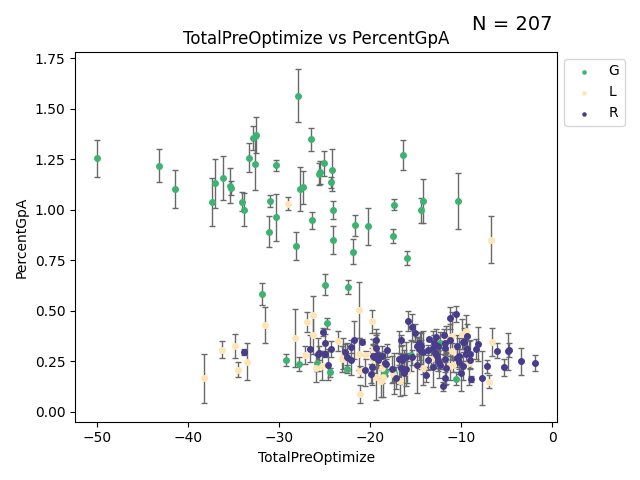 N = 207
TotalPreOptimize vs PercentGpA
G
L
R
PercentGpA
1.75
1.50
1.25
1.00
0.75
0.50
0.25
0.00
−50
−40
−30
−20
−10
0
TotalPreOptimize